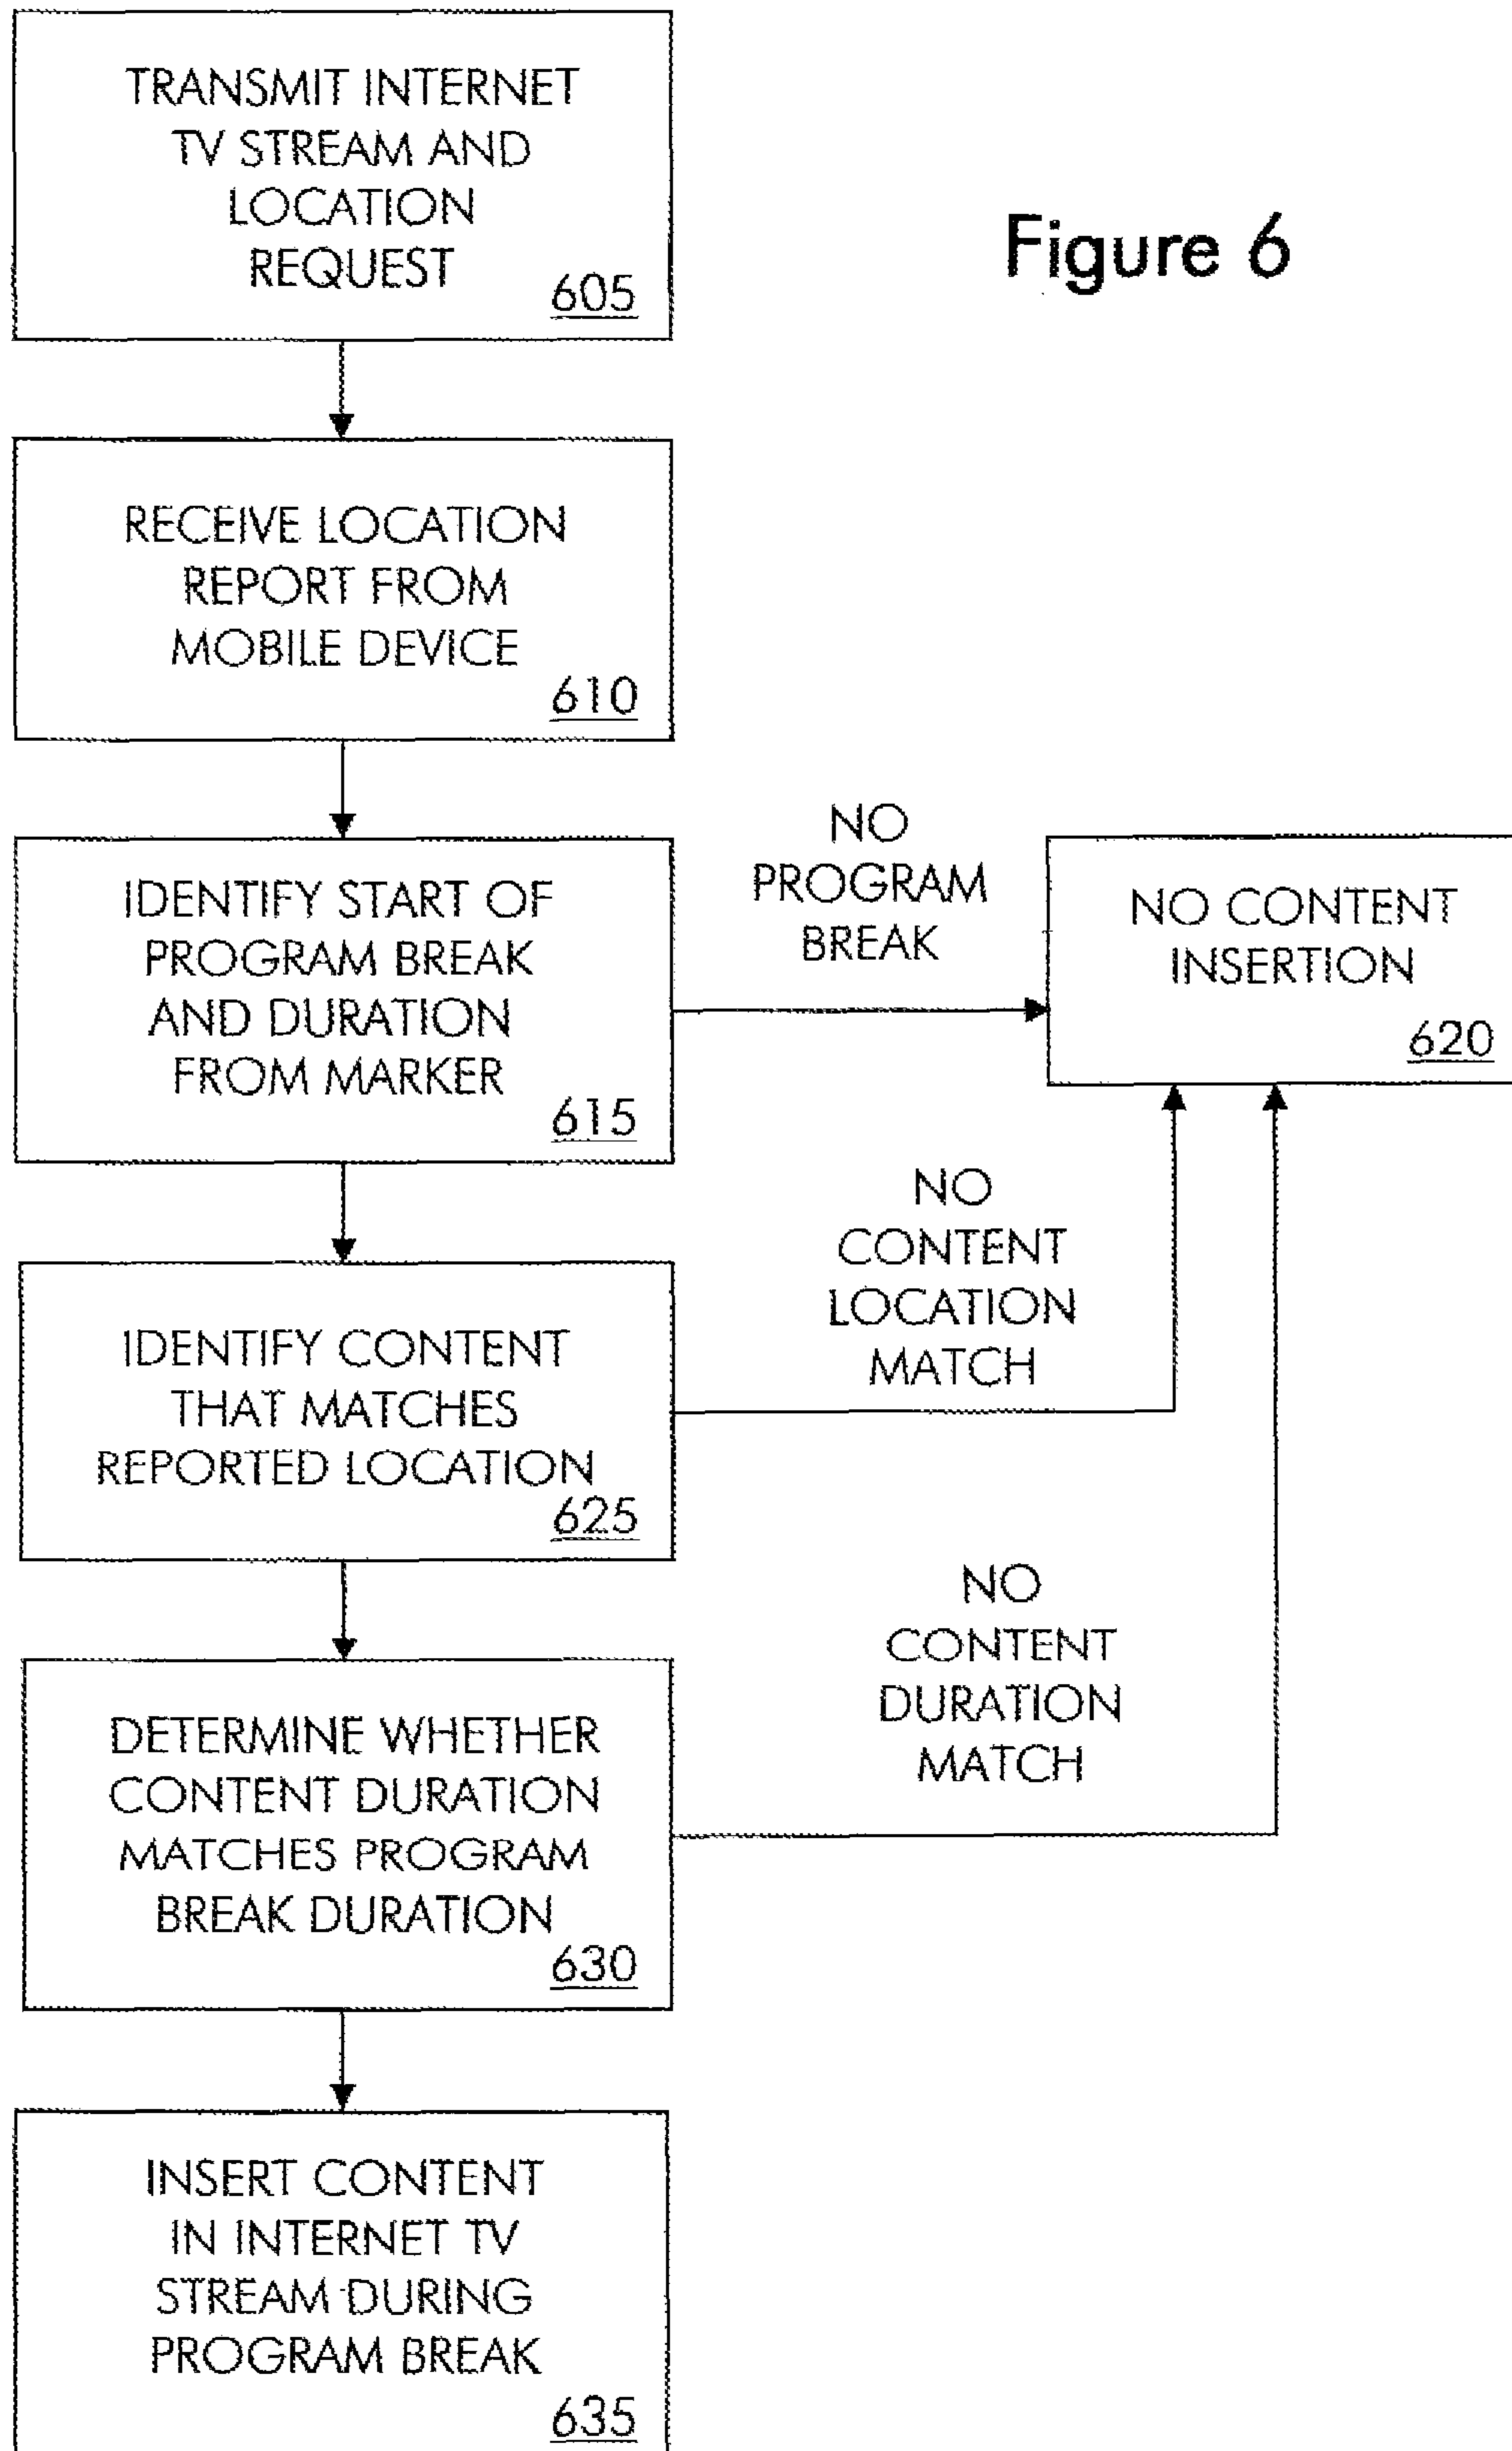 TRANSMIT INTERNET
TV STREAM AND
LOCATION
REQUEST
605
Figure 6
RECEIVE LOCATION
REPORT FROM
MOBILE DEVICE
610
IDENTIFY START OF
PROGRAM BREAK
AND DURATION
FROM MARKER
615
NO
PROGRAM
BREAK
NO CONTENT
INSERTION
620
IDENTIFY CONTENT
THAT MATCHES
REPORTED LOCATION
625
NO
CONTENT
LOCATION
MATCH
DETERMINE WHETHER
CONTENT DURATION
MATCHES PROGRAM
BREAK DURATION
630
NO
CONTENT
DURATION
MATCH
INSERT CONTENT
IN INTERNET TV
STREAM DURING
PROGRAM BREAK
635